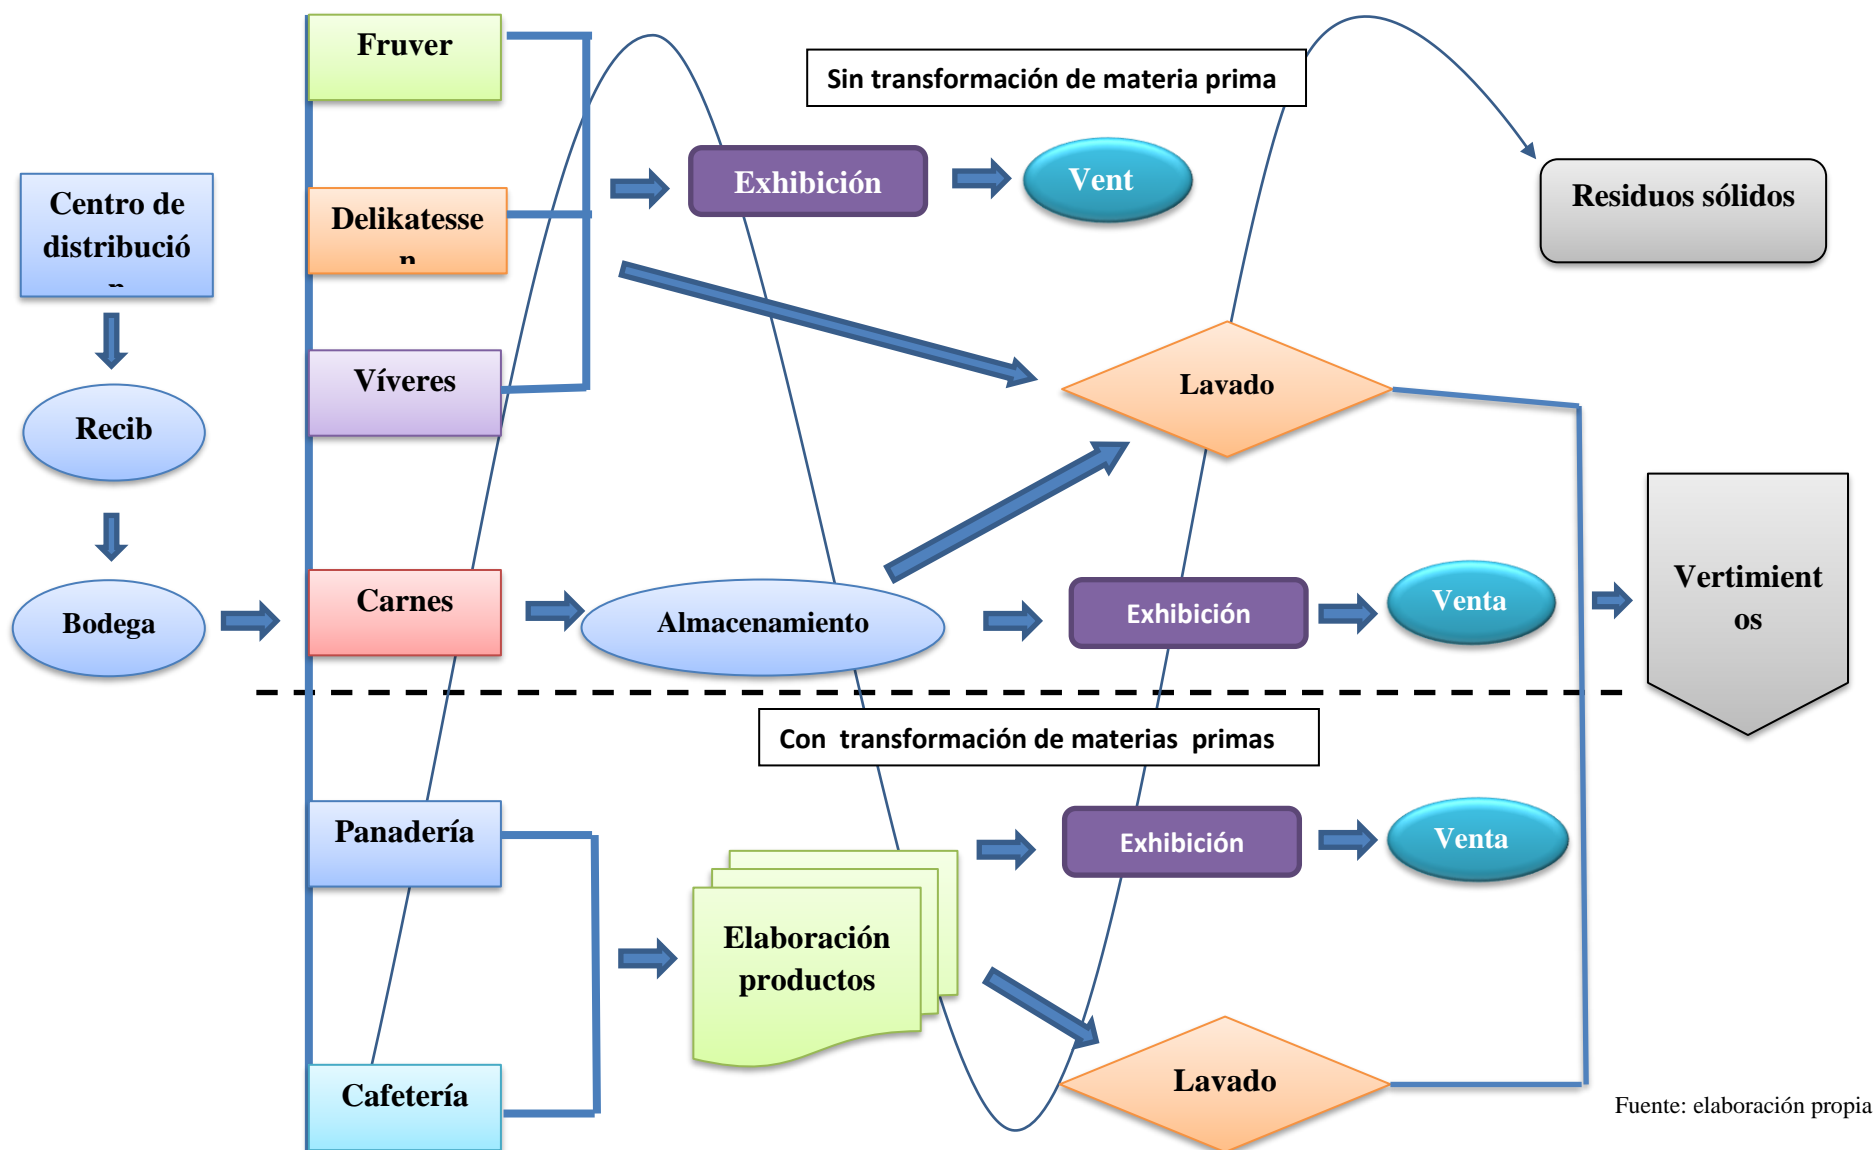 Fruver
Sin transformación de materia prima
Centro de
distribució
Exhibición
Vent
Residuos sólidos
Delikatesse
n
Víveres
Lavado
Recib
Carnes
Almacenamiento
Exhibición
Venta
Vertimient
os
Bodega
Con transformación de materias primas
Panadería
Exhibición
Venta
Elaboración
productos
Cafetería
Lavado
Fuente: elaboración propia